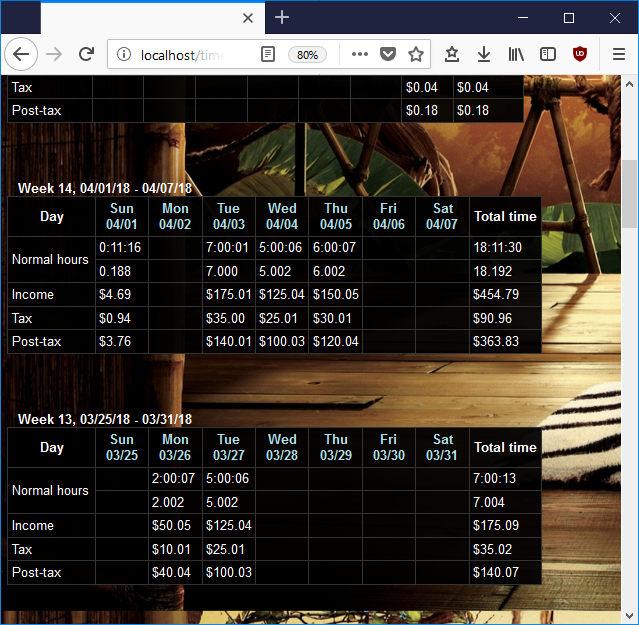 localhost/time
80%
Tax $0.04 $0.04
Post-tax $0.18 $0.18
Week 14, 04/01/18 - 04/07/18
Day Sun Mon Tue Wed Thu Fri Sat Total time
04/01 04/02 04/03 04/04 04/05 04/06 04/07
Normal hours 0:11:16 7:00:01 5:00:06 6:00:07 18:11:30
0.188 7.000 5.002 6.002 18.192
Income $4.69 $175.01 $125.04 $150.05 $454.79
Tax $0.94 $35.00 $25.01 $30.01 $90.96
Post-tax $3.76 $140.01 $100.03 $120.04 $363.83
Week 13, 03/25/18 - 03/31/18
Day Sun Mon Tue Wed Thu Fri Sat Total time
03/25 03/26 03/27 03/28 03/29 03/30 03/31
Normal hours 2:00:07 5:00:06 7:00:13
2.002 5.002 7.004
Income $50.05 $125.04 $175.09
Tax $10.01 $25.01 $35.02
Post-tax $40.04 $100.03 $140.07